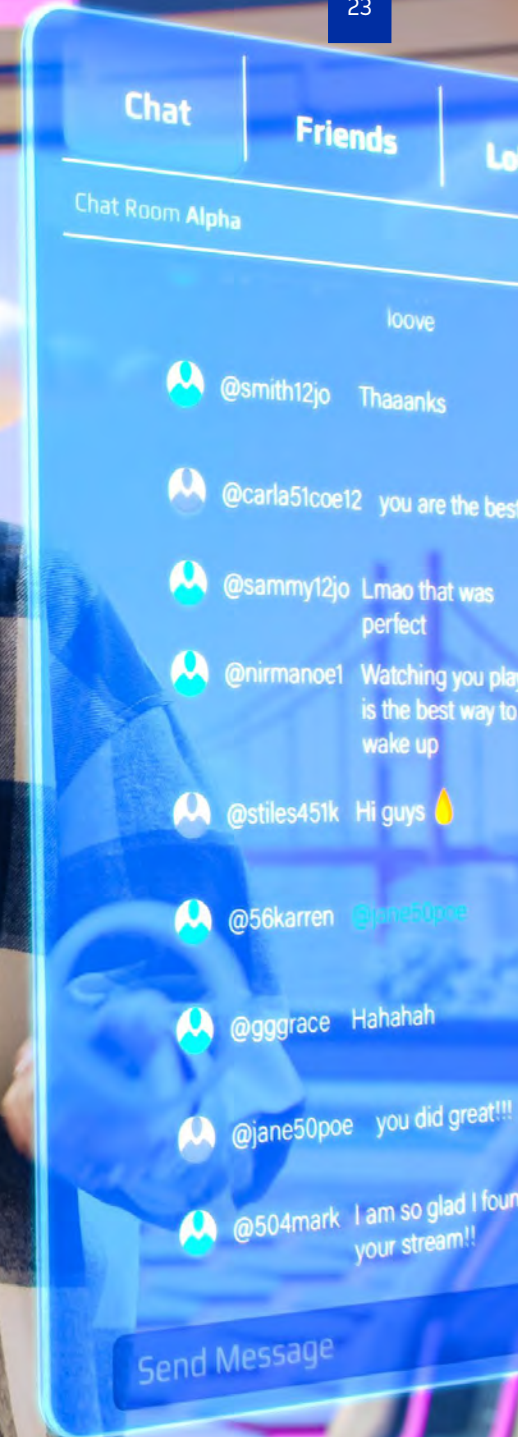 23
Chat Friends Lo
Chat Room Alpha
loove
@smith12jo Thaaanks
@carla51coe12 you are the best
@sammy12jo Lmao that was
perfect
@nirmanoe1 Watching you play
is the best way to
wake up
@stiles451k Hi guys
@56karren @jane50poe
@gggrace Hahahah
@jane50poe you did great!!!
@504mark I am so glad I foun
your stream!!
Send Message